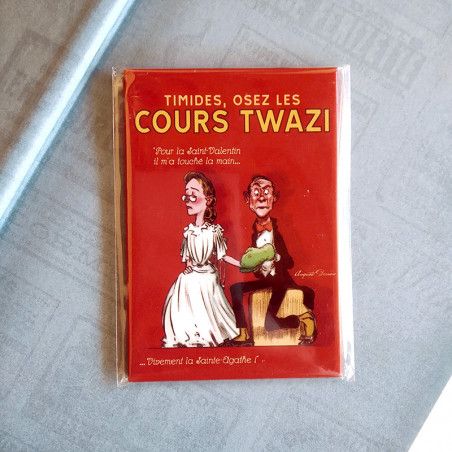 TIMIDES, OSEZ LES
COURS TWAZI
"Pour la Saint-Valentin
il m'a touché la main...
...Vivement la Sainte-Agathe !